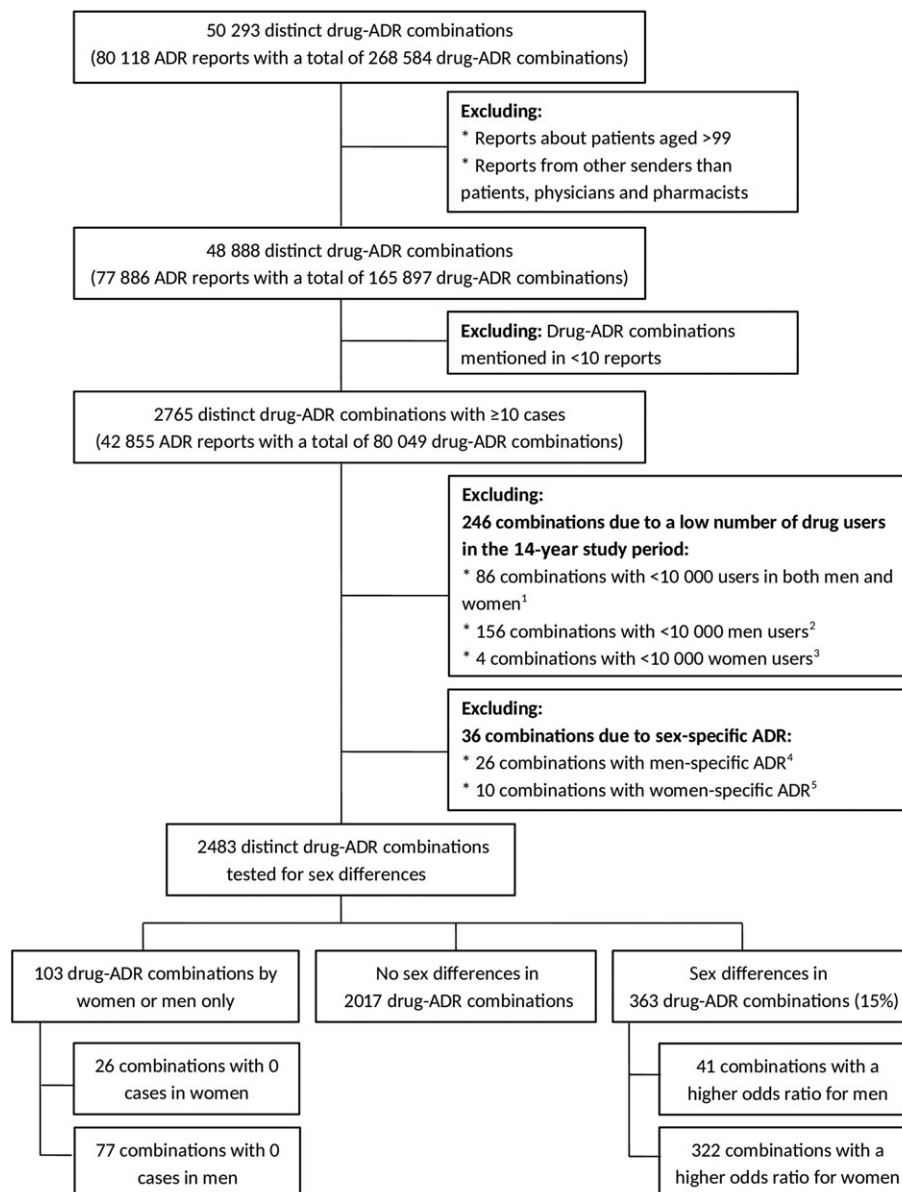 50 293 distinct drug-ADR combinations
(80 118 ADR reports with a total of 268 584 drug-ADR combinations)
Excluding:
* Reports about patients aged >99
* Reports from other senders than
patients, physicians and pharmacists
48 888 distinct drug-ADR combinations
(77 886 ADR reports with a total of 165 897 drug-ADR combinations)
Excluding: Drug-ADR combinations
mentioned in <10 reports
2765 distinct drug-ADR combinations with ≥10 cases
(42 855 ADR reports with a total of 80 049 drug-ADR combinations)
Excluding:
246 combinations due to a low number of drug users
in the 14-year study period:
* 86 combinations with <10 000 users in both men and
women¹
* 156 combinations with <10 000 men users²
* 4 combinations with <10 000 women users³
Excluding:
36 combinations due to sex-specific ADR:
* 26 combinations with men-specific ADR⁴
* 10 combinations with women-specific ADR⁵
2483 distinct drug-ADR combinations
tested for sex differences
103 drug-ADR combinations by
women or men only
No sex differences in
2017 drug-ADR combinations
Sex differences in
363 drug-ADR combinations (15%)
26 combinations with 0
cases in women
41 combinations with a
higher odds ratio for men
77 combinations with 0
cases in men
322 combinations with a
higher odds ratio for women